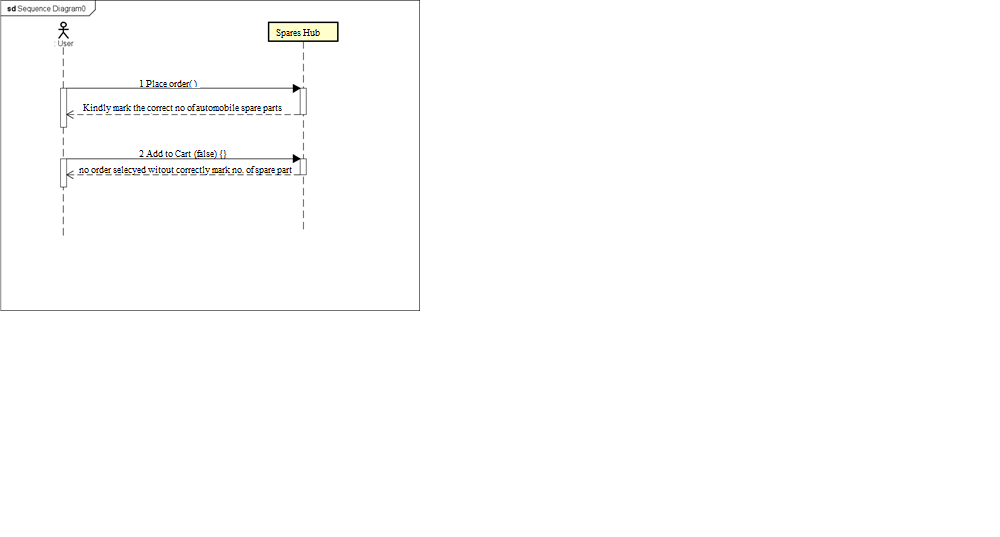 sd Sequence Diagram0
: User
Spares Hub
1 Place order( )
Kindly mark the correct no of automobile spare parts
2 Add to Cart (false) {}
no order selecyed witout correctly mark no. of spare part